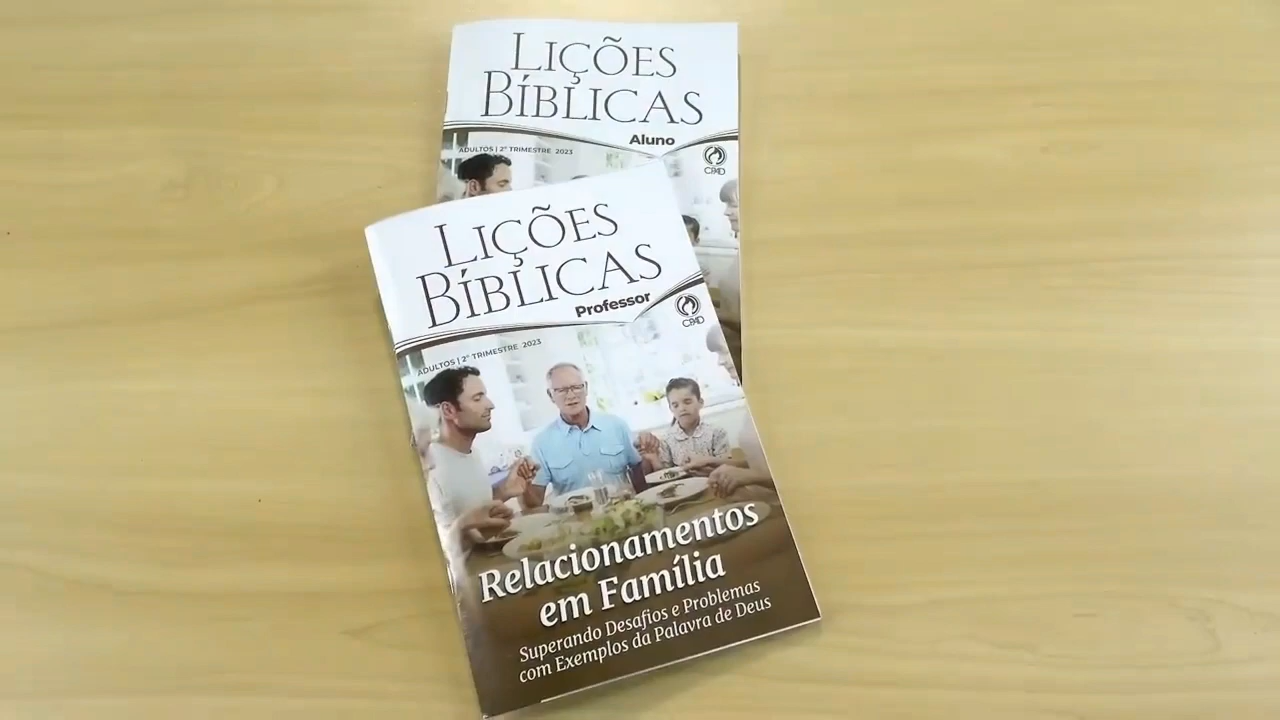 LIÇÕES
BÍBLICAS
Aluno
ADULTOS | 2º TRIMESTRE 2023
CPAD
LIÇÕES
BÍBLICAS
Professor
CPAD
ADULTOS | 2º TRIMESTRE 2023
Relacionamentos
em Família
Superando Desafios e Problemas
com Exemplos da Palavra de Deus